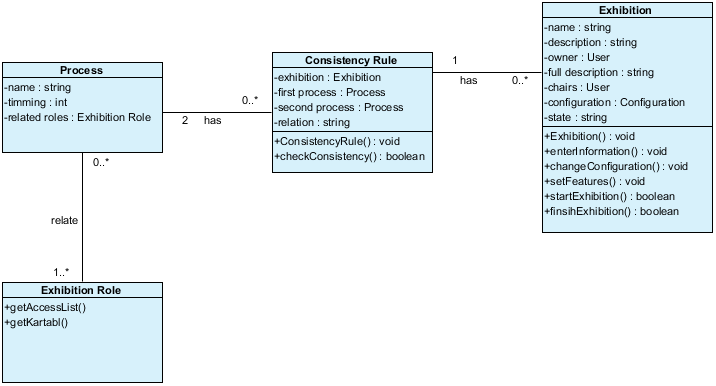 Process
-name : string
-timming : int
-related roles : Exhibition Role
2
has
0..*
Consistency Rule
-exhibition : Exhibition
-first process : Process
-second process : Process
-relation : string
+ConsistencyRule() : void
+checkConsistency() : boolean
1
has
0..*
Exhibition
-name : string
-description : string
-owner : User
-full description : string
-chairs : User
-configuration : Configuration
-state : string
+Exhibition() : void
+enterInformation() : void
+changeConfiguration() : void
+setFeatures() : void
+startExhibition() : boolean
+finsihExhibition() : boolean
0..*
relate
1..*
Exhibition Role
+getAccessList()
+getKartabl()